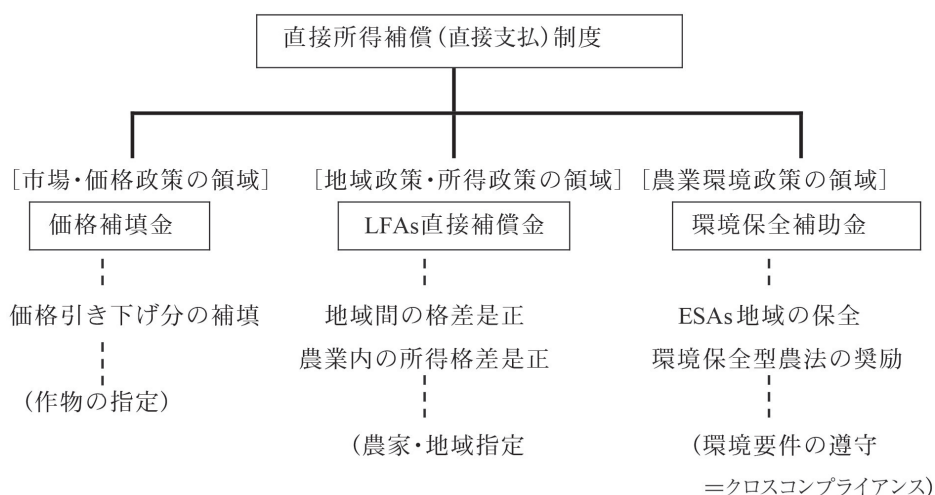 直接所得補償(直接支払)制度
[市場・価格政策の領域]
[地域政策・所得政策の領域]
[農業環境政策の領域]
価格補填金
LFAs直接補償金
環境保全補助金
価格引き下げ分の補填
地域間の格差是正
ESAs地域の保全
農業内の所得格差是正
環境保全型農法の奨励
(作物の指定)
(農家・地域指定
(環境要件の遵守
=クロスコンプライアンス)